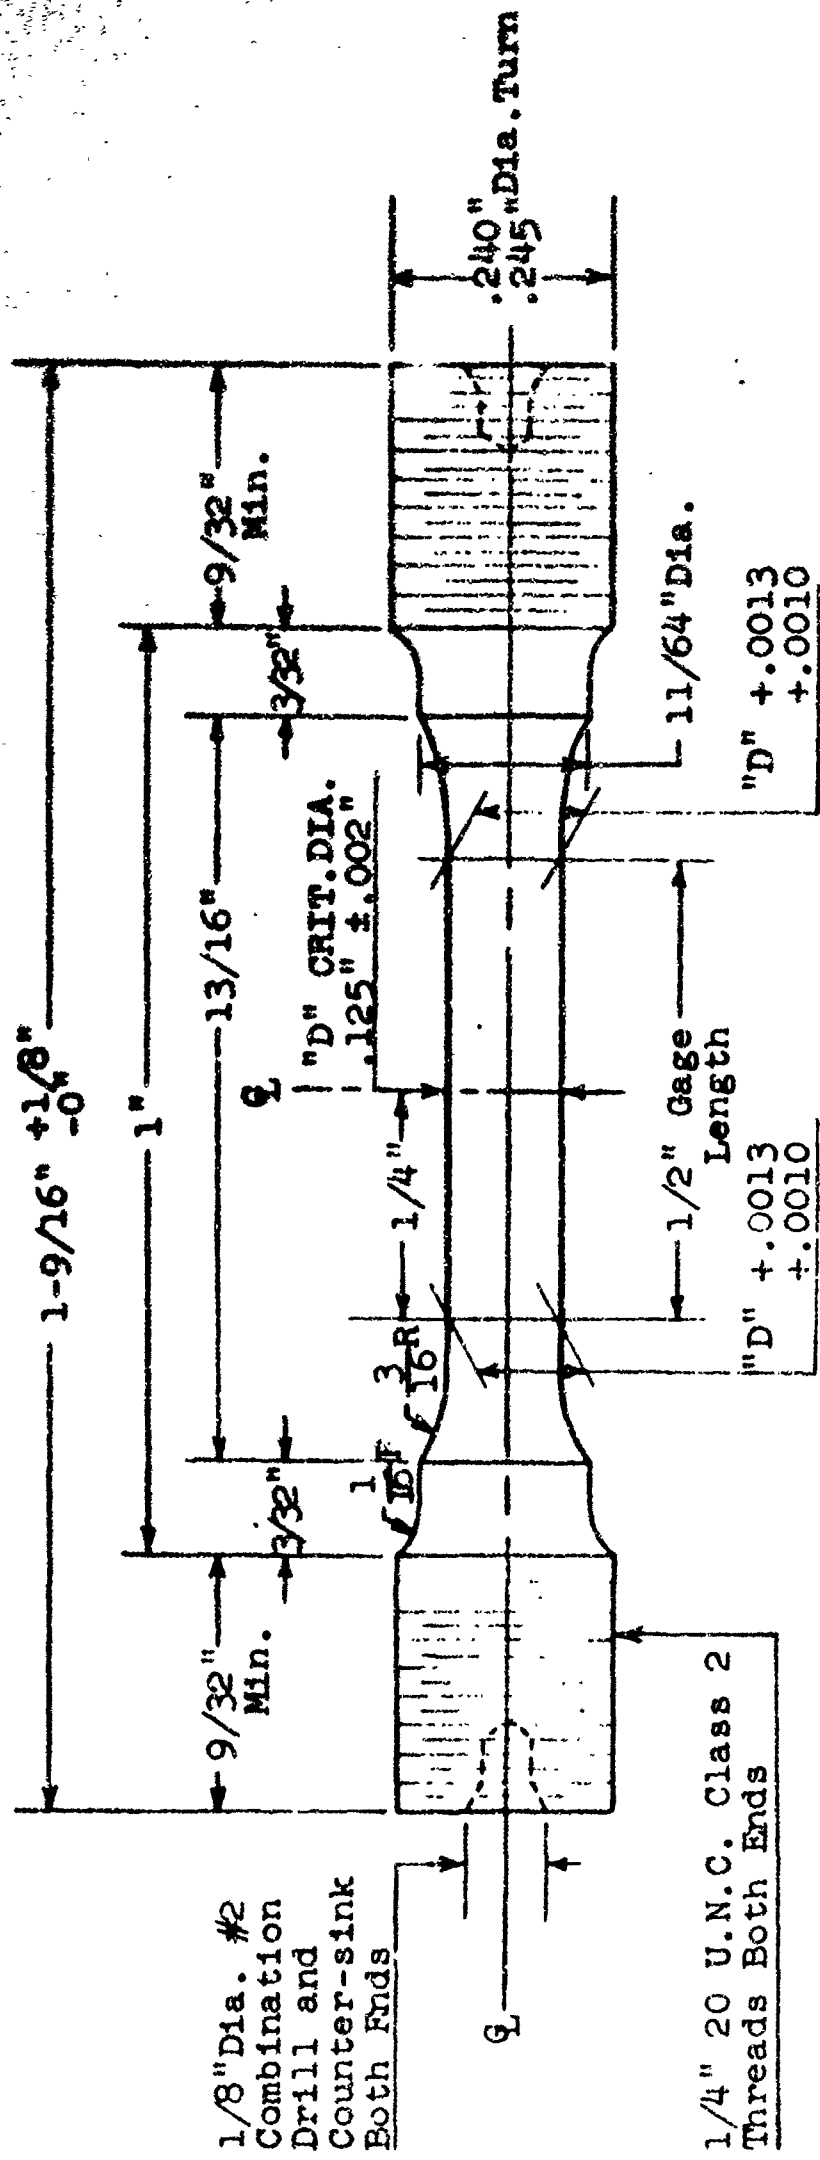 1-9/16" +1/8"
-0"
1"
9/32"
Min.
13/16"
9/32"
Min.
3/32"
3/32"
℄
"D" CRIT.DIA.
.125" ±.002"
1/8"Dia. #2
Combination
Drill and
Counter-sink
Both Ends
1/4"
3/16 R
.240"
.245"Dia.Turn
℄
1/2" Gage
Length
11/64"Dia.
"D" +.0013
+.0010
"D" +.0013
+.0010
1/4" 20 U.N.C. Class 2
Threads Both Ends